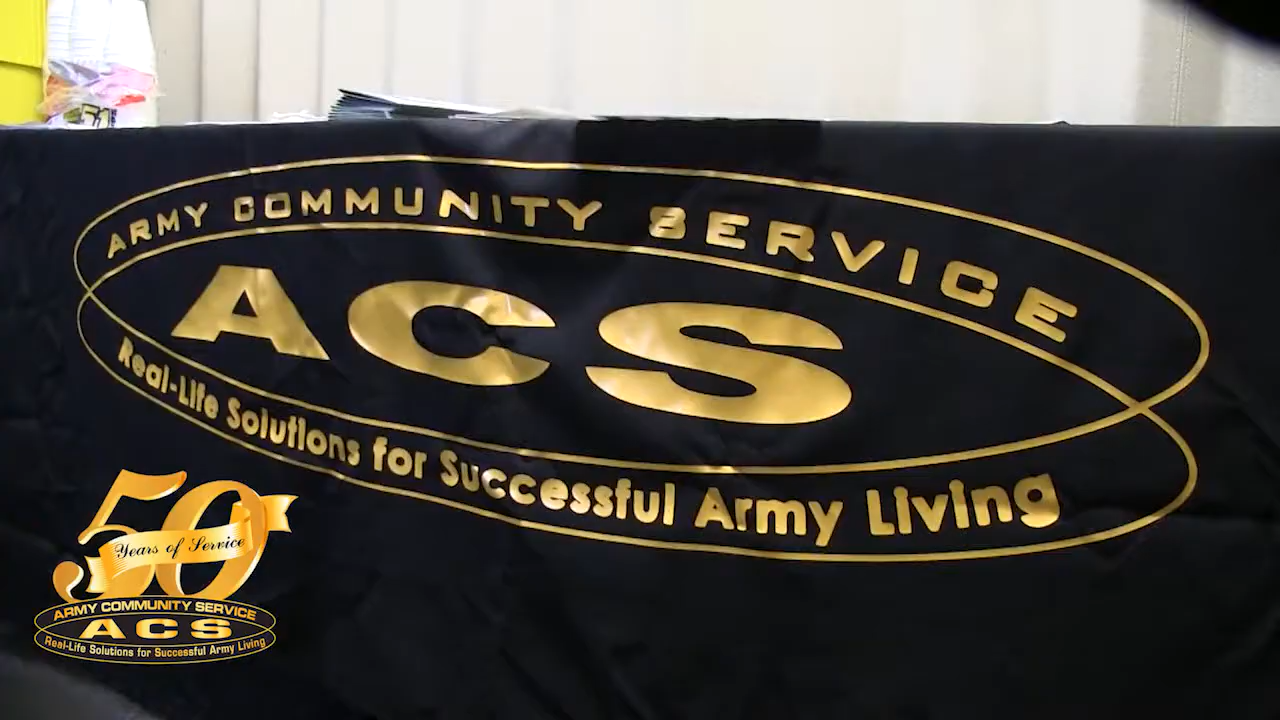 51
ARMY COMMUNITY SERVICE
ACS
Real-Life Solutions for Successful Army Living
50
Years of Service
ARMY COMMUNITY SERVICE
ACS
Real-Life Solutions for Successful Army Living